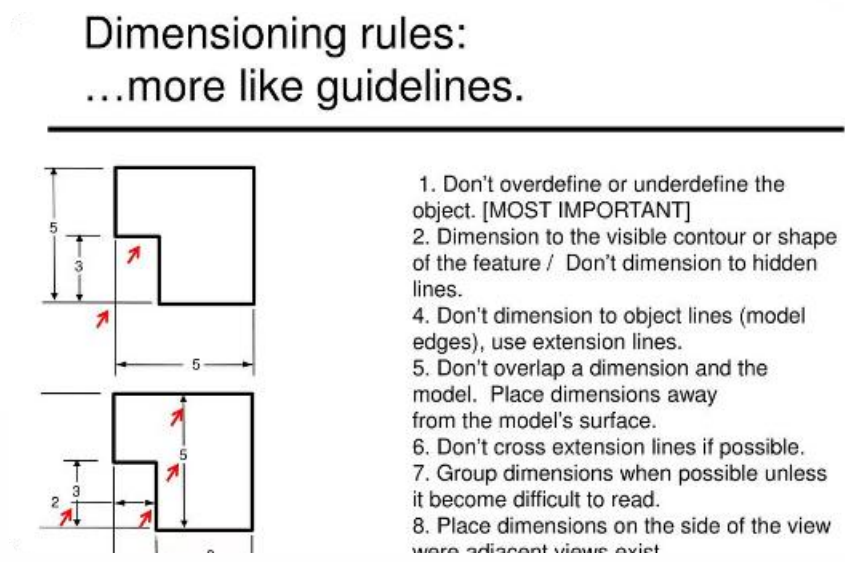 Dimensioning rules:
…more like guidelines.
5
3
5
5
3
2
1. Don't overdefine or underdefine the
object. [MOST IMPORTANT]
2. Dimension to the visible contour or shape
of the feature / Don't dimension to hidden
lines.
4. Don't dimension to object lines (model
edges), use extension lines.
5. Don't overlap a dimension and the
model. Place dimensions away
from the model's surface.
6. Don't cross extension lines if possible.
7. Group dimensions when possible unless
it become difficult to read.
8. Place dimensions on the side of the view
were adjacent views exist